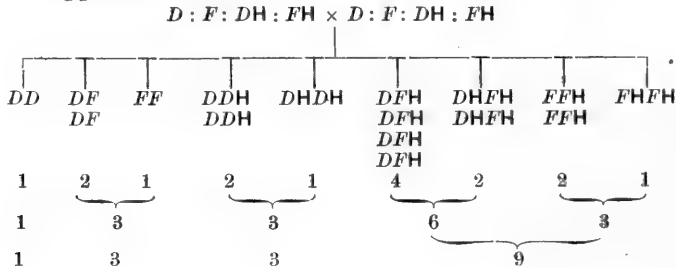 D : F : DH : FH × D : F : DH : FH
DD DF FF DDH DHDH DFH DHFH FFH FHFH
DF DDH DFH DHFH FFH
DFH
DFH
1 2 1 2 1 4 2 2 1
1 3 3 6 3
1 3 3 9